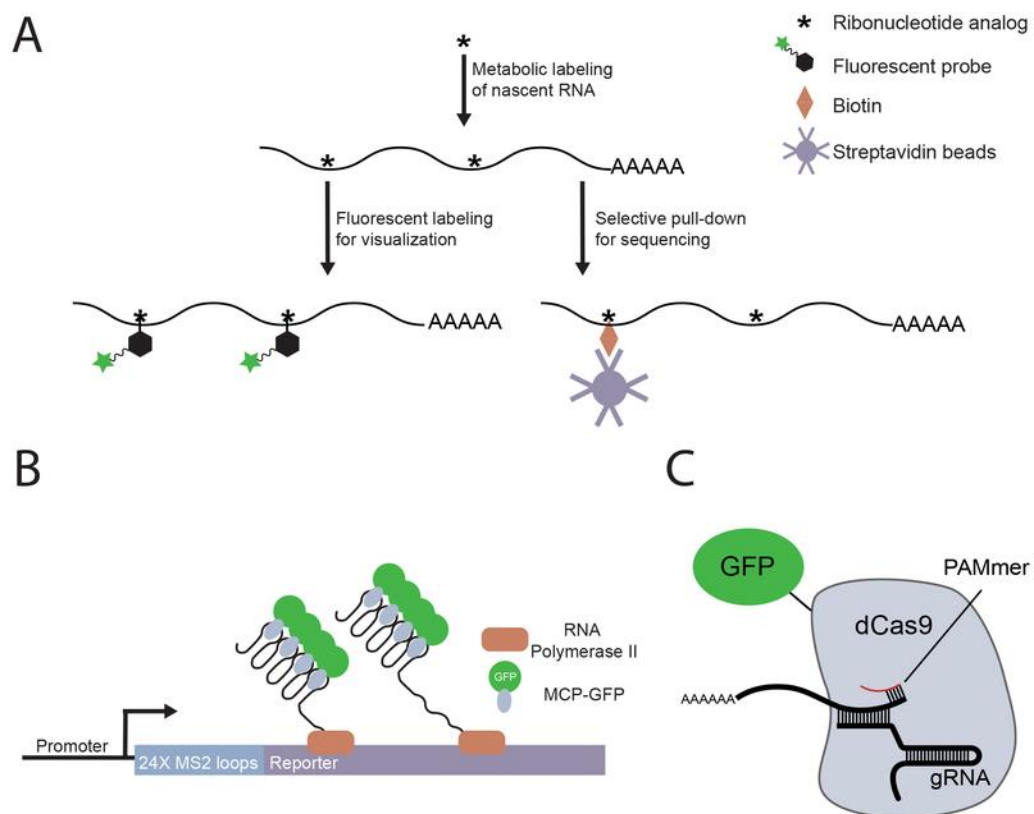 A
*
Metabolic labeling
of nascent RNA
* Ribonucleotide analog
Fluorescent probe
Biotin
Streptavidin beads
* * AAAAA
Fluorescent labeling
for visualization
Selective pull-down
for sequencing
* * AAAAA
* * AAAAA
B
RNA
Polymerase II
GFP
MCP-GFP
Promoter
24X MS2 loops Reporter
C
GFP
PAMmer
dCas9
AAAAAA
gRNA